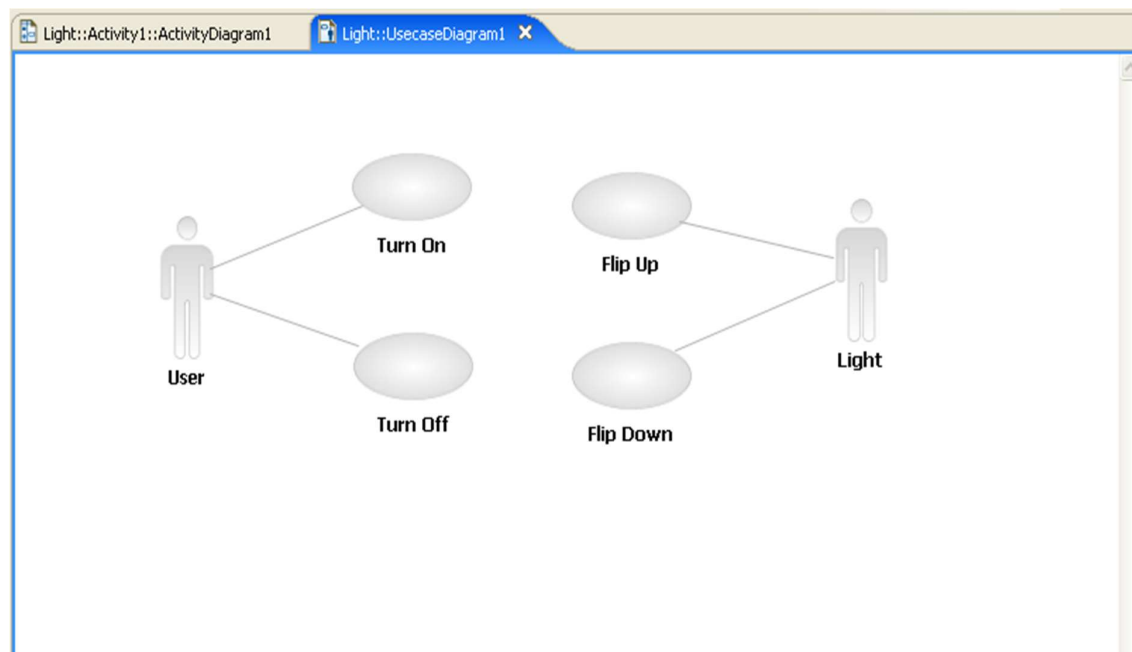 Light::Activity1::ActivityDiagram1
Light::UsecaseDiagram1
Turn On
Flip Up
User
Light
Turn Off
Flip Down